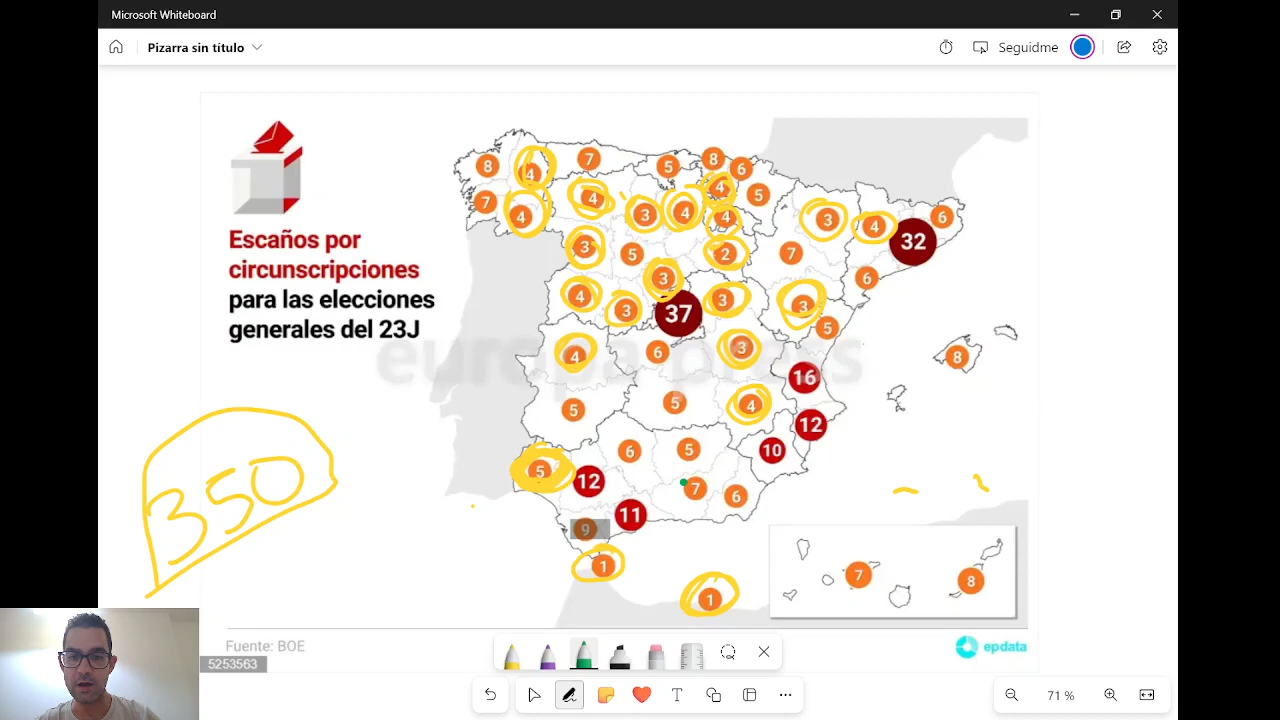 Microsoft Whiteboard
Pizarra sin título
Seguidme
Escaños por
circunscripciones
para las elecciones
generales del 23J
8 4 7 5 8 6
7 4 4 3 4 4 4 5 3 4 6
32
3 5 2 7 6
4 3 3 37 3 3 5
4 6 3 16 8
5 5 4 12
5 12 6 5 10
7 6
9 11
1 1
7 8
europa press
350
Fuente: BOE
5253563
epdata
71 %